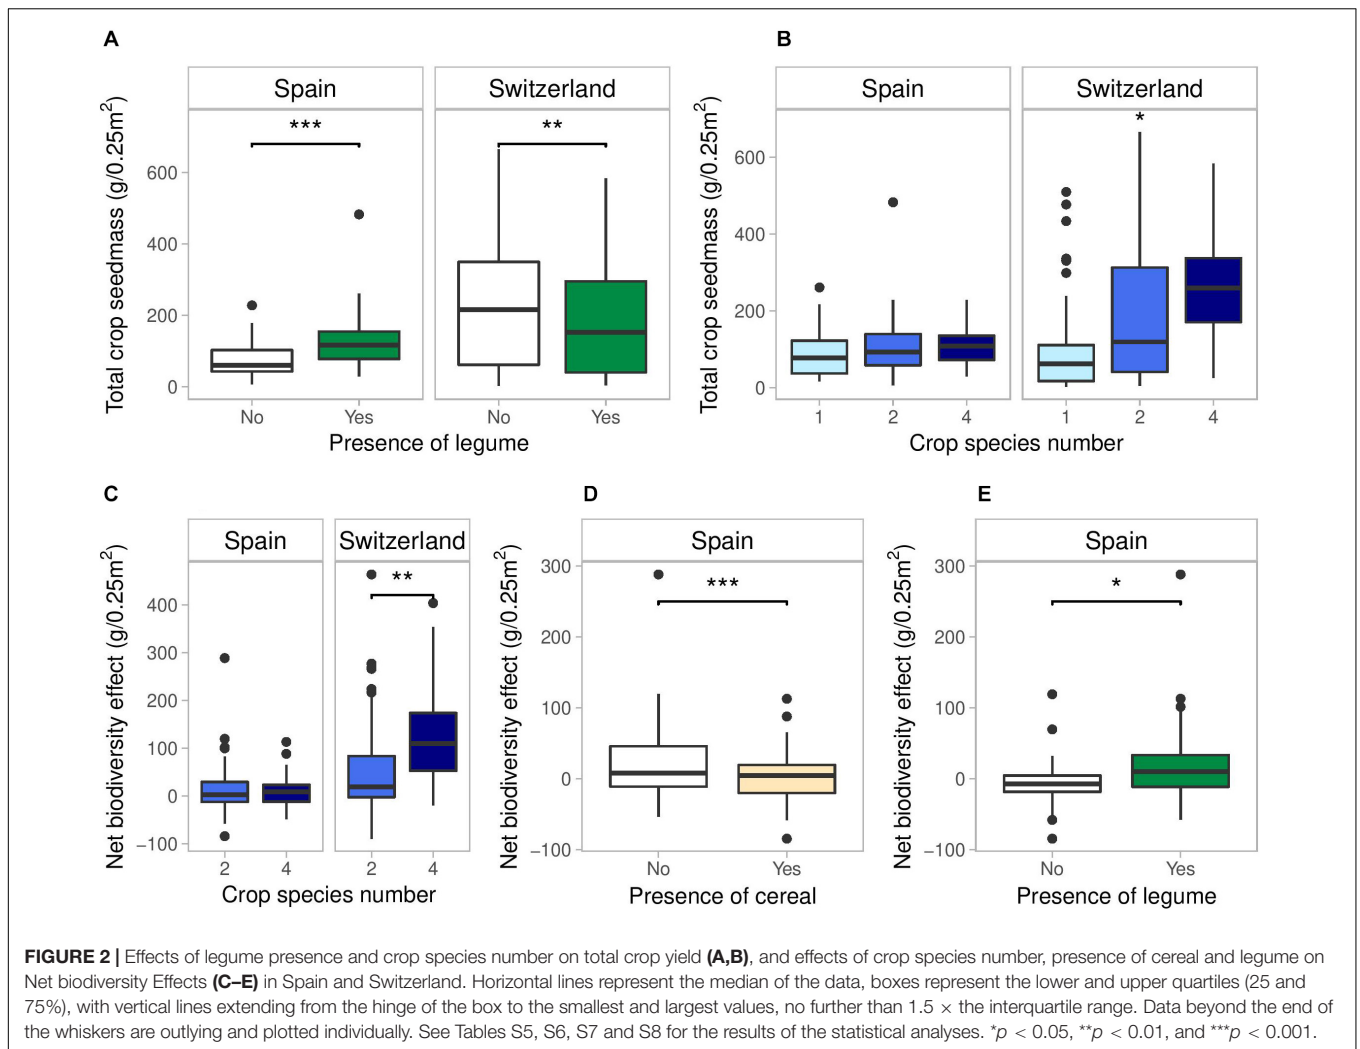 A
Spain
Switzerland
***
**
Total crop seedmass (g/0.25m²)
600
400
200
0
No
Yes
No
Yes
Presence of legume
B
Spain
Switzerland
*
Total crop seedmass (g/0.25m²)
600
400
200
0
1
2
4
1
2
4
Crop species number
C
Spain
Switzerland
**
Net biodiversity effect (g/0.25m²)
400
300
200
100
0
−100
2
4
2
4
Crop species number
D
Spain
***
Net biodiversity effect (g/0.25m²)
300
200
100
0
−100
No
Yes
Presence of cereal
E
Spain
*
Net biodiversity effect (g/0.25m²)
300
200
100
0
−100
No
Yes
Presence of legume
FIGURE 2 | Effects of legume presence and crop species number on total crop yield (A,B), and effects of crop species number, presence of cereal and legume on
Net biodiversity Effects (C–E) in Spain and Switzerland. Horizontal lines represent the median of the data, boxes represent the lower and upper quartiles (25 and
75%), with vertical lines extending from the hinge of the box to the smallest and largest values, no further than 1.5 × the interquartile range. Data beyond the end of
the whiskers are outlying and plotted individually. See Tables S5, S6, S7 and S8 for the results of the statistical analyses. *p < 0.05, **p < 0.01, and ***p < 0.001.